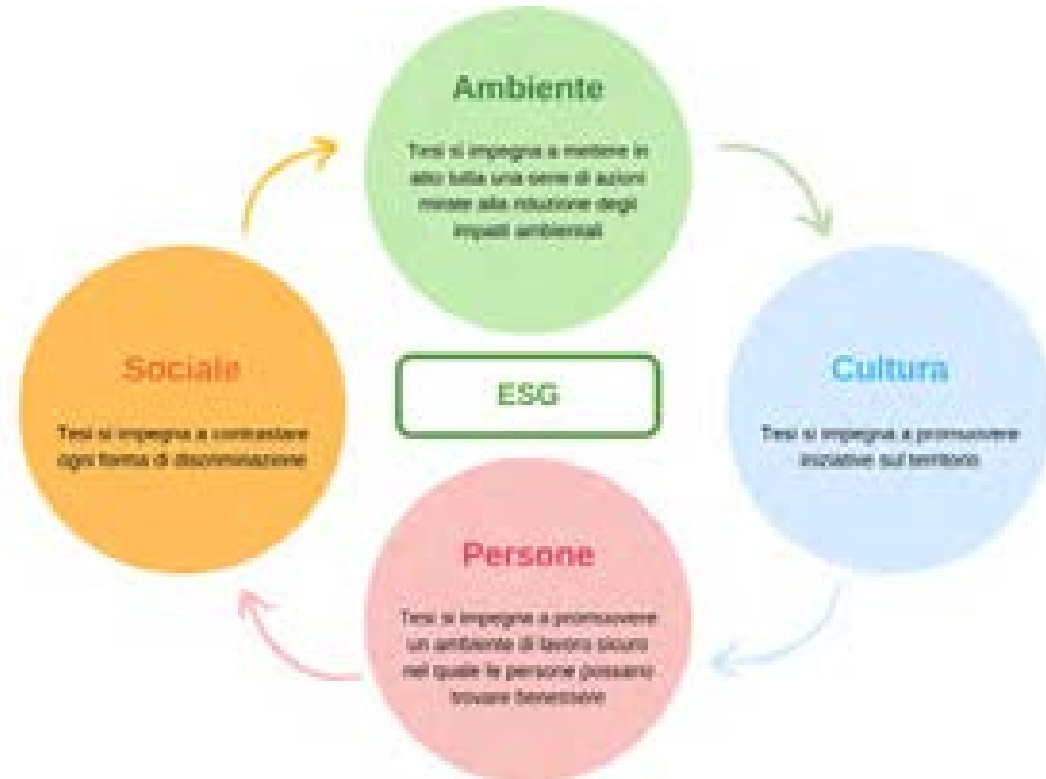 Ambiente
Tesi si impegna a mettere in
atto tutta una serie di azioni
mirate alla riduzione degli
impatti ambientali
Sociale
Tesi si impegna a contrastare
ogni forma di discriminazione
ESG
Cultura
Tesi si impegna a promuovere
iniziative sul territorio
Persone
Tesi si impegna a promuovere
un ambiente di lavoro sicuro
nel quale le persone possano
trovare benessere